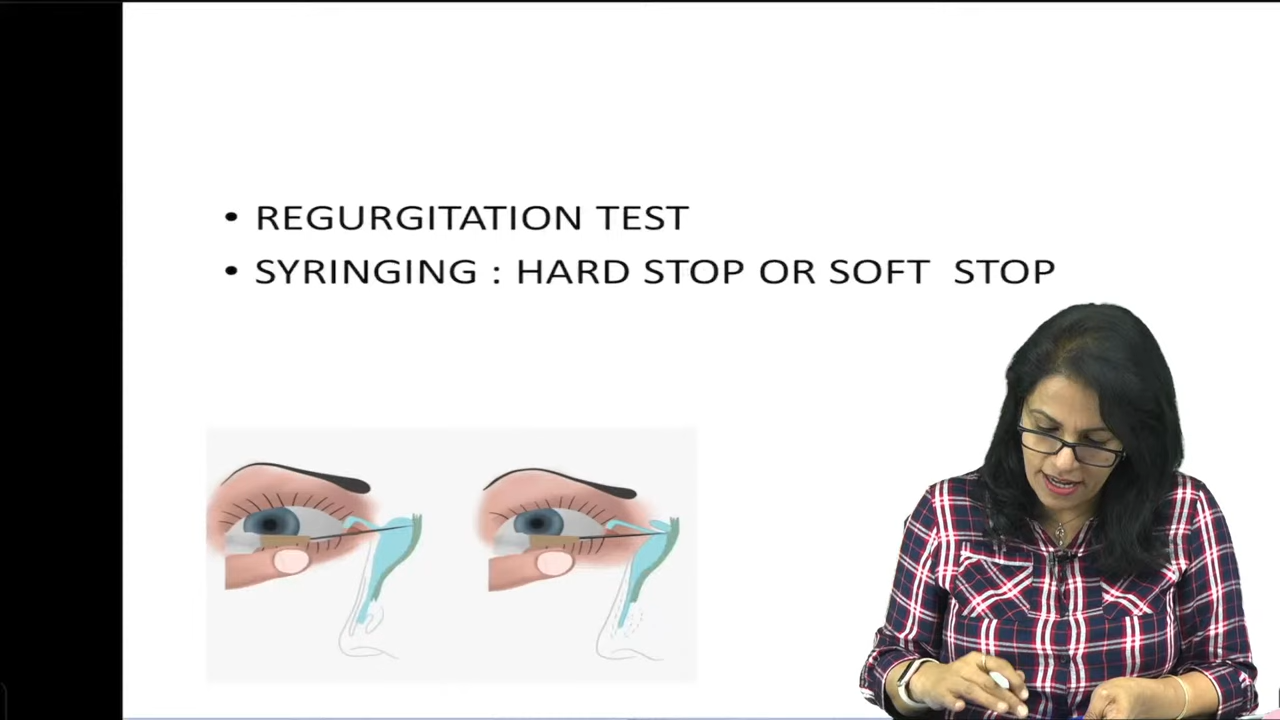 • REGURGITATION TEST
• SYRINGING : HARD STOP OR SOFT STOP